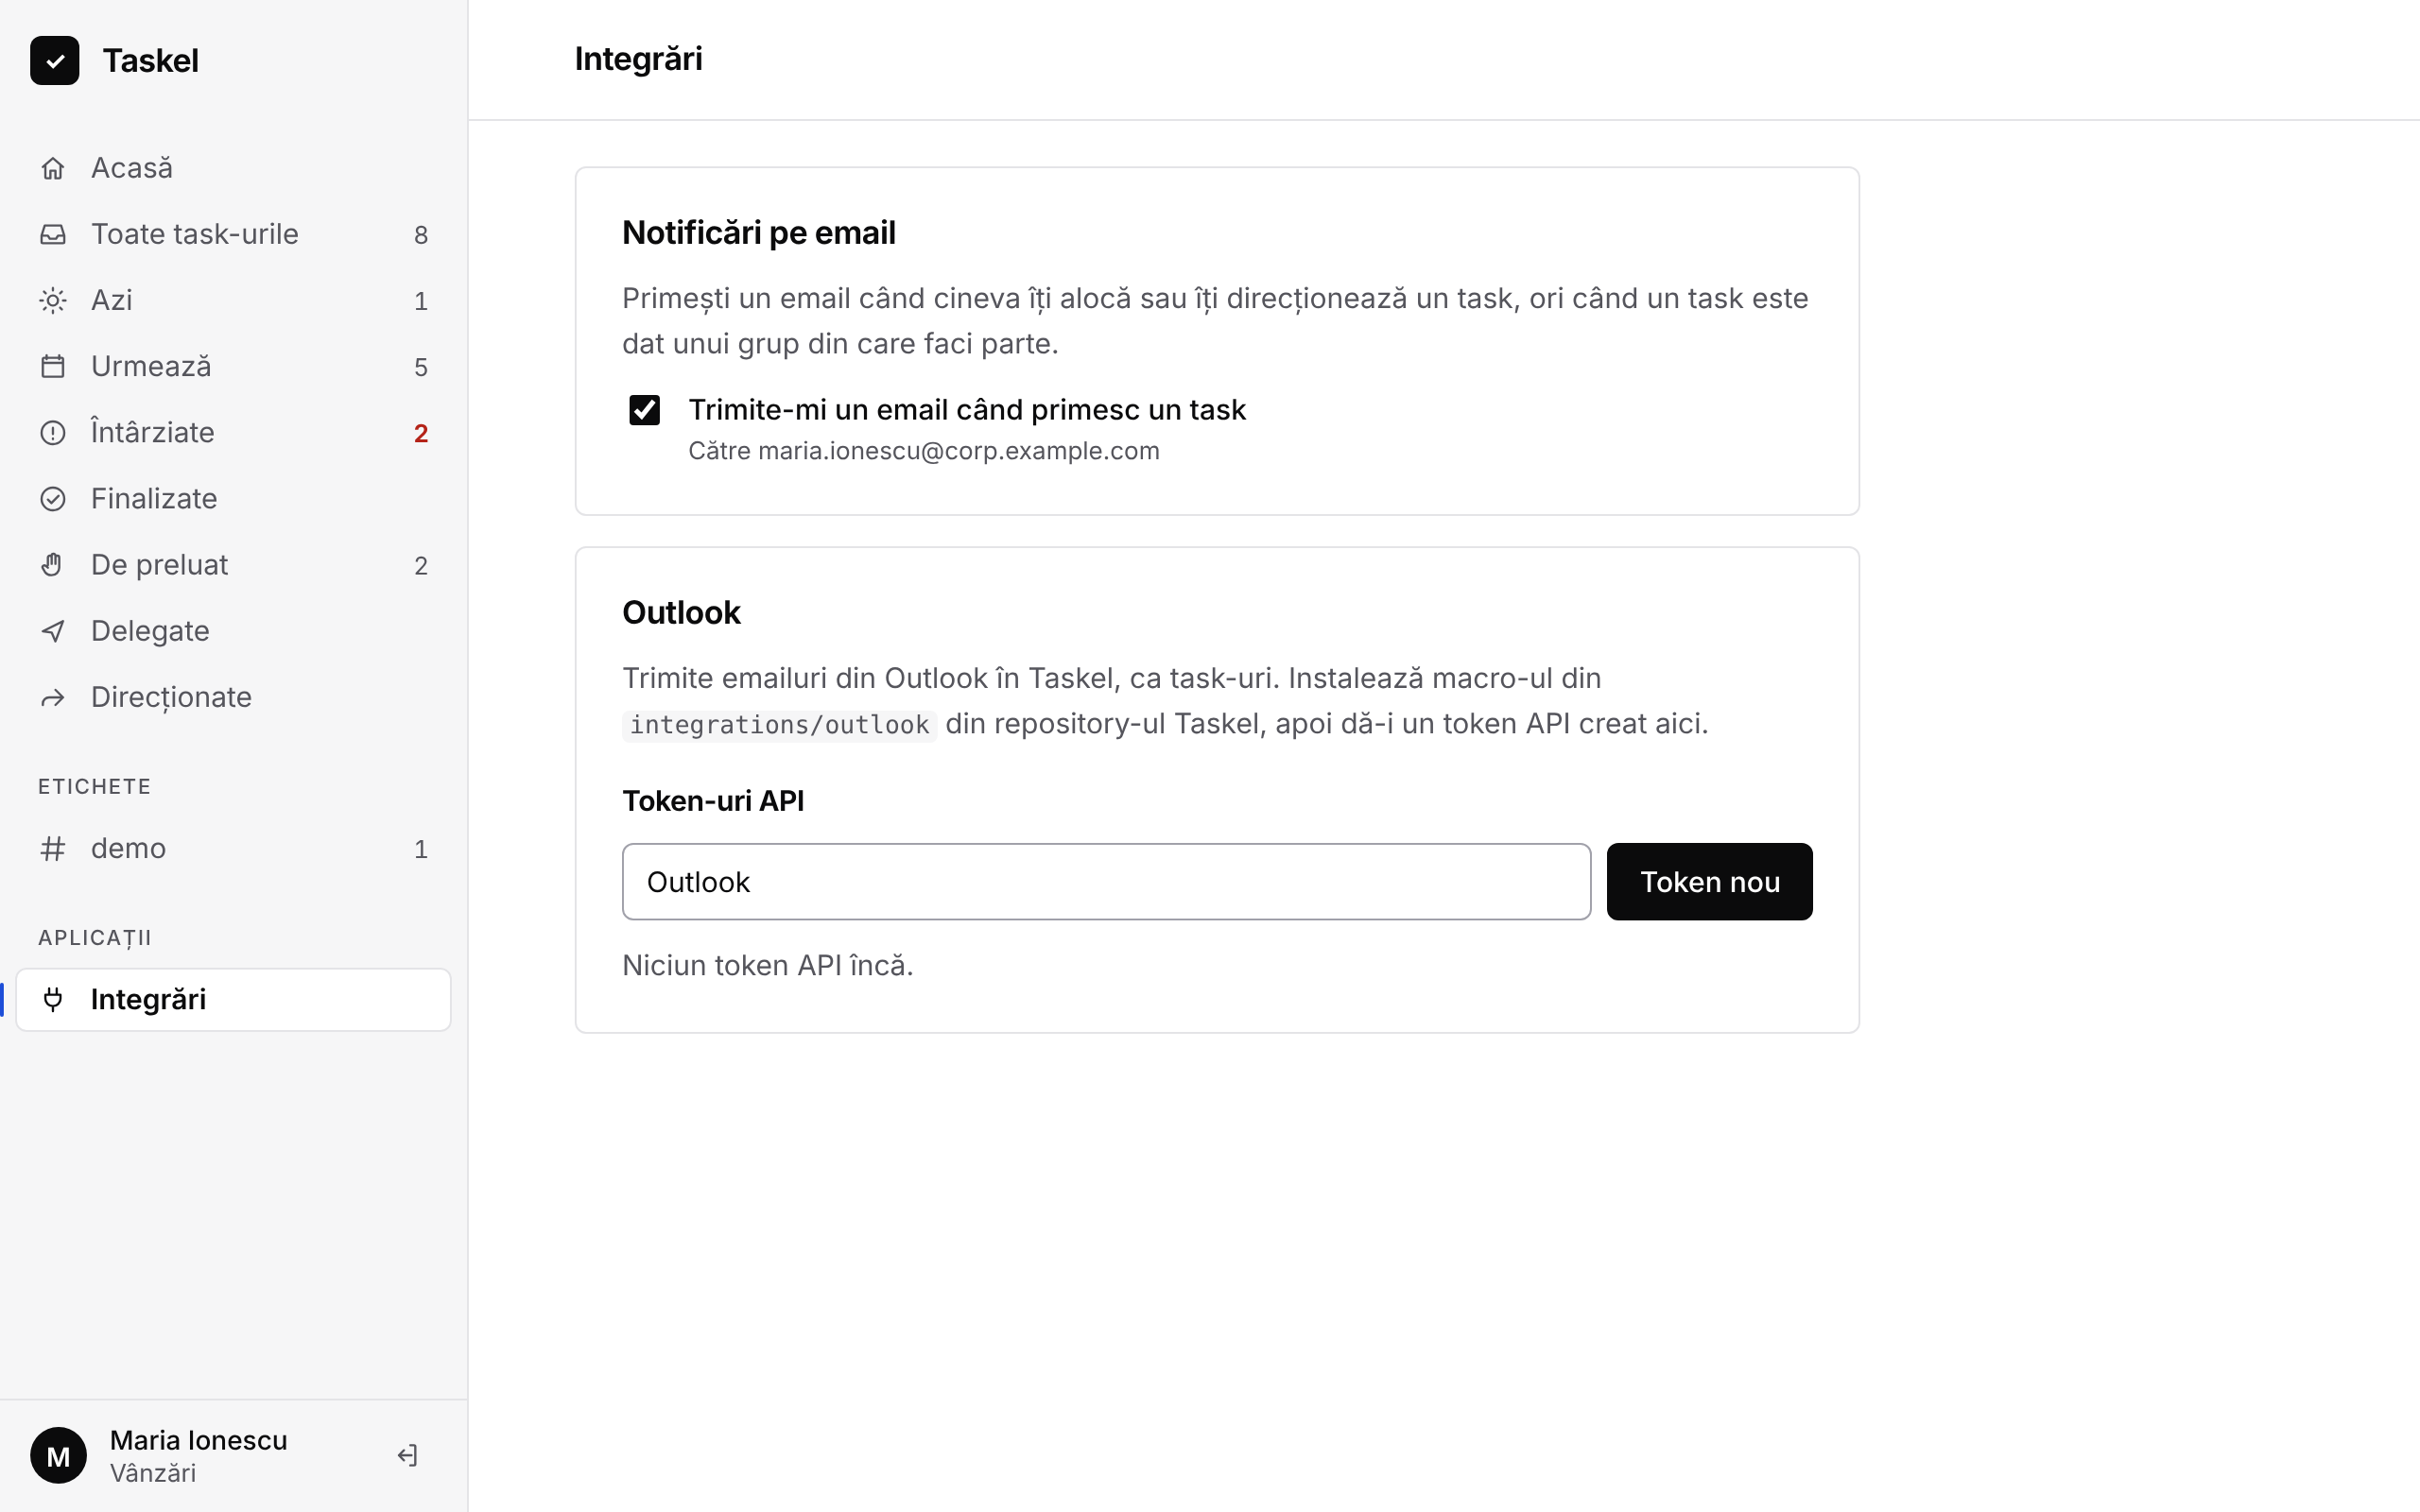 Taskel
Acasă
Toate task-urile 8
Azi 1
Urmează 5
Întârziate 2
Finalizate
De preluat 2
Delegate
Direcționate
ETICHETE
demo 1
APLICAȚII
Integrări
Maria Ionescu
Vânzări
M
Integrări
Notificări pe email
Primești un email când cineva îți alocă sau îți direcționează un task, ori când un task este
dat unui grup din care faci parte.
Trimite-mi un email când primesc un task
Către maria.ionescu@corp.example.com
Outlook
Trimite emailuri din Outlook în Taskel, ca task-uri. Instalează macro-ul din
integrations/outlook din repository-ul Taskel, apoi dă-i un token API creat aici.
Token-uri API
Outlook
Token nou
Niciun token API încă.